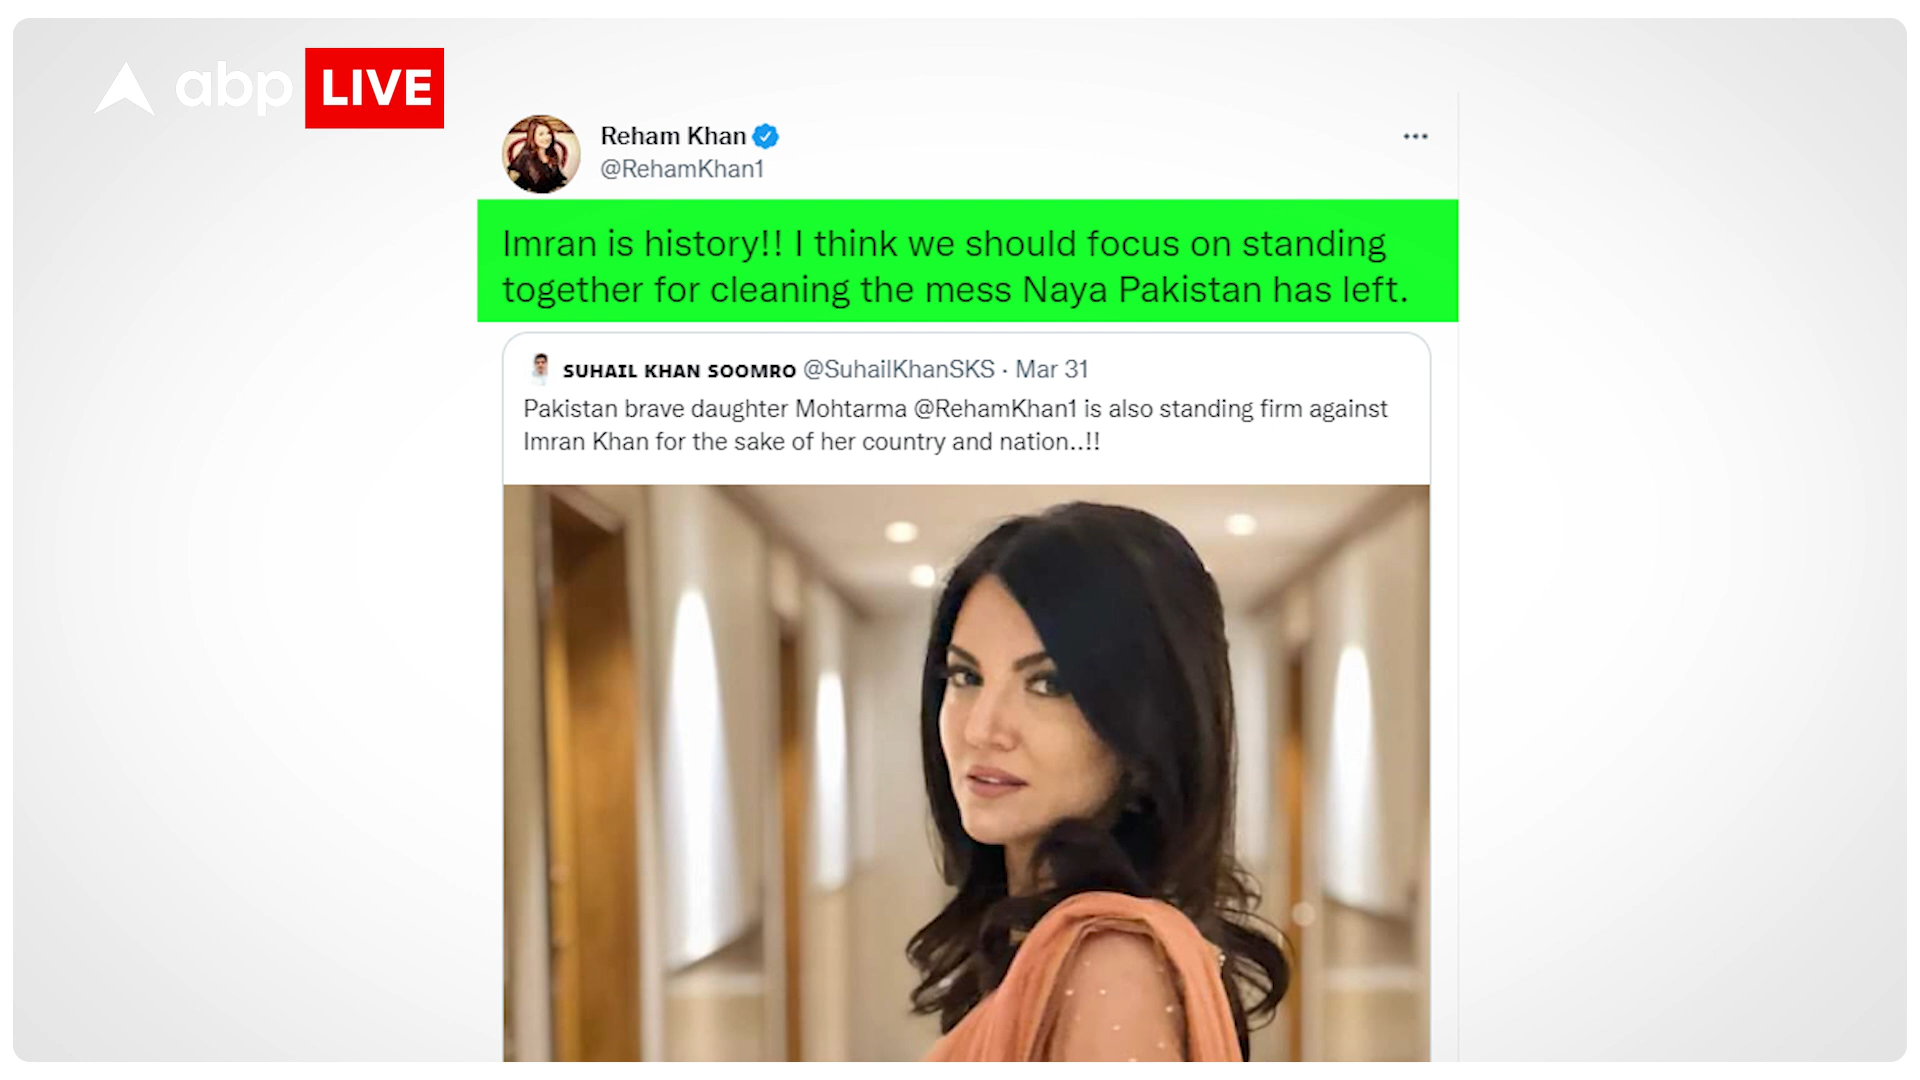 abp LIVE
Reham Khan
@RehamKhan1
Imran is history!! I think we should focus on standing
together for cleaning the mess Naya Pakistan has left.
SUHAIL KHAN SOOMRO @SuhailKhanSKS · Mar 31
Pakistan brave daughter Mohtarma @RehamKhan1 is also standing firm against
Imran Khan for the sake of her country and nation..!!